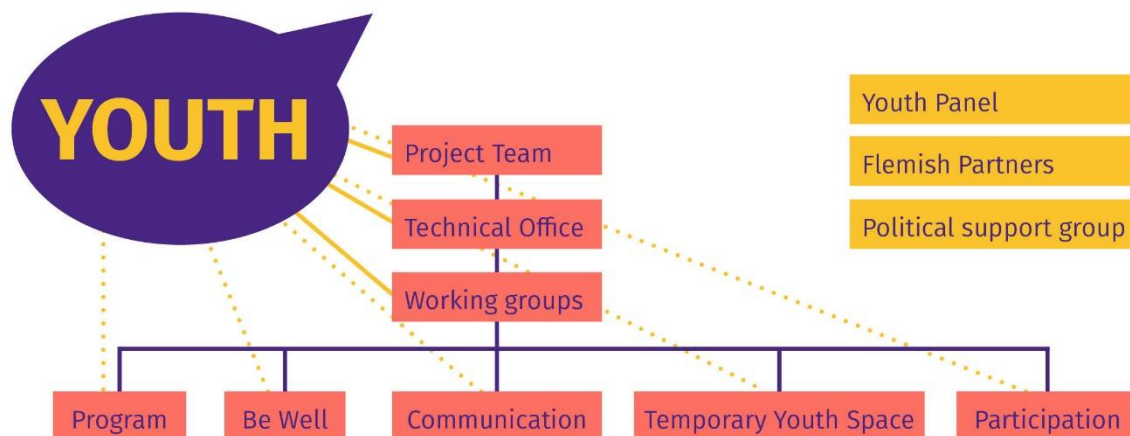 YOUTH
Project Team
Technical Office
Working groups
Youth Panel
Flemish Partners
Political support group
Program
Be Well
Communication
Temporary Youth Space
Participation